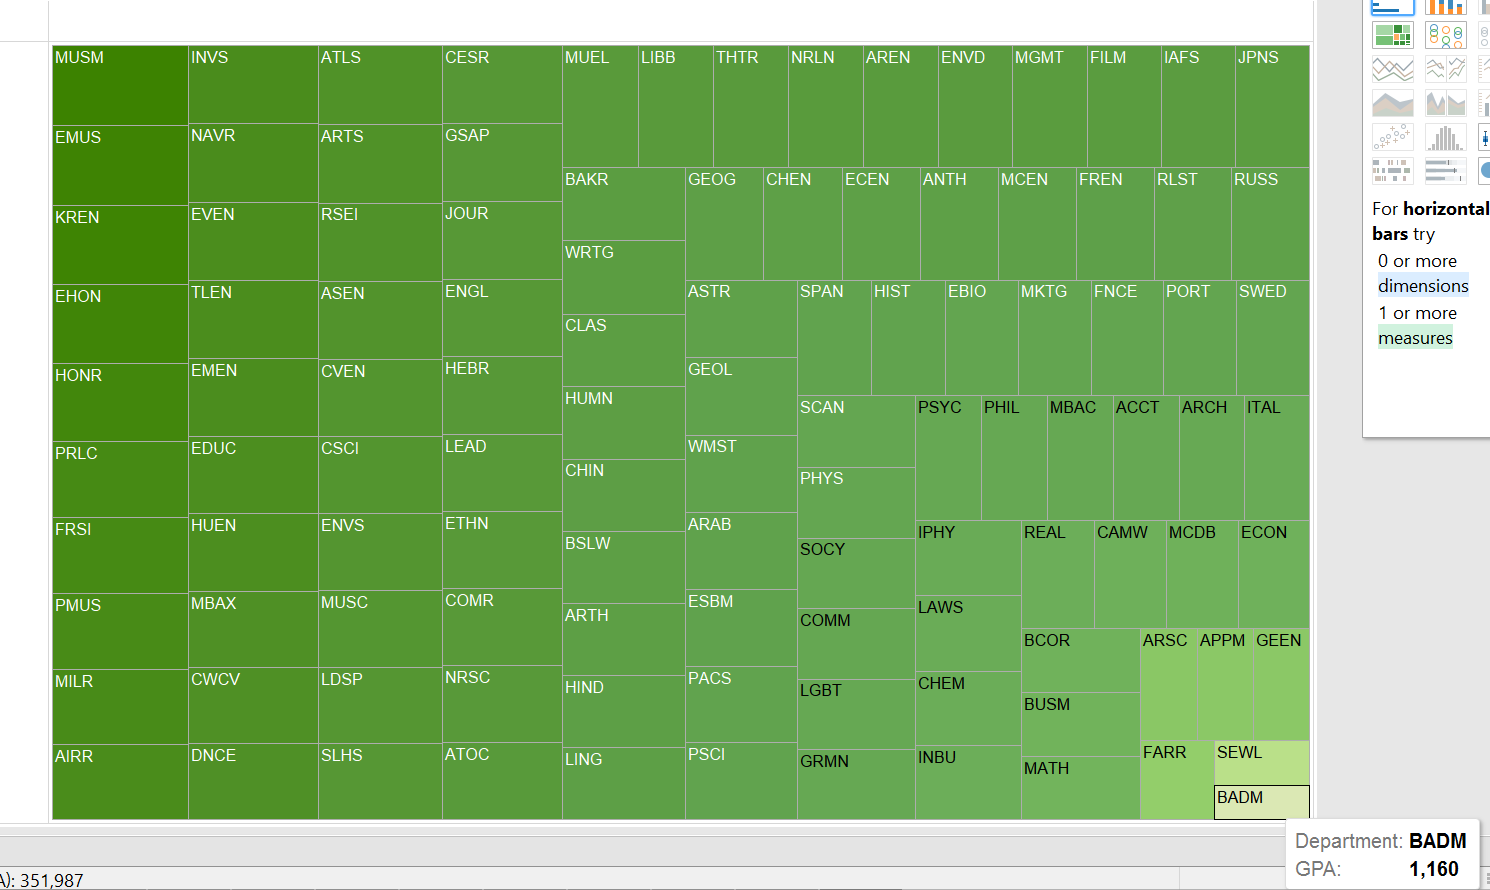 MUSM
EMUS
KREN
EHON
HONR
PRLC
FRSI
PMUS
MILR
AIRR
INVS
NAVR
EVEN
TLEN
EMEN
EDUC
HUEN
MBAX
CWCV
DNCE
ATLS
ARTS
RSEI
ASEN
CVEN
CSCI
ENVS
MUSC
LDSP
SLHS
CESR
GSAP
JOUR
ENGL
HEBR
LEAD
ETHN
COMR
NRSC
ATOC
MUEL LIBB THTR NRLN AREN ENVD MGMT FILM IAFS JPNS
BAKR
WRTG
CLAS
HUMN
CHIN
BSLW
ARTH
HIND
LING
GEOG CHEN ECEN ANTH MCEN FREN RLST RUSS
ASTR
GEOL
WMST
ARAB
ESBM
PACS
PSCI
SPAN HIST EBIO MKTG FNCE PORT SWED
SCAN
PHYS
SOCY
COMM
LGBT
GRMN
PSYC PHIL MBAC ACCT ARCH ITAL
IPHY
LAWS
CHEM
INBU
REAL CAMW MCDB ECON
BCOR
BUSM
MATH
ARSC APPM GEEN
FARR
SEWL
BADM
For horizontal
bars try
0 or more
dimensions
1 or more
measures
Department: BADM
GPA: 1,160
A): 351,987